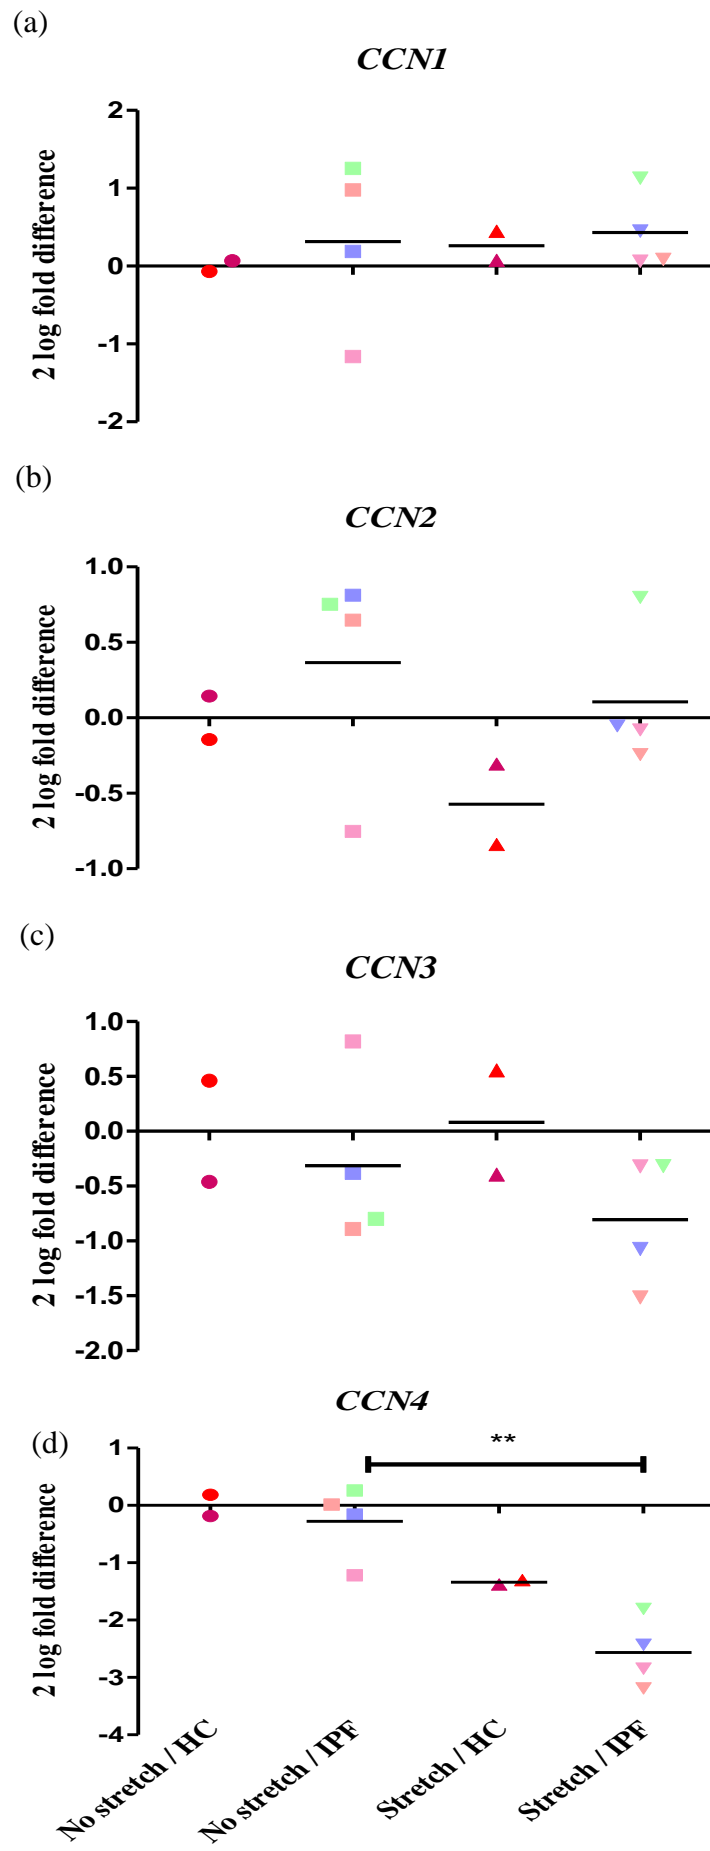 (a)
CCN1
2 log fold difference
2
1
0
-1
-2
(b)
CCN2
2 log fold difference
1.0
0.5
0.0
-0.5
-1.0
(c)
CCN3
2 log fold difference
1.0
0.5
0.0
-0.5
-1.0
-1.5
-2.0
CCN4
(d)
**
2 log fold difference
1
0
-1
-2
-3
-4
No stretch / HC
No stretch / IPF
Stretch / HC
Stretch / IPF